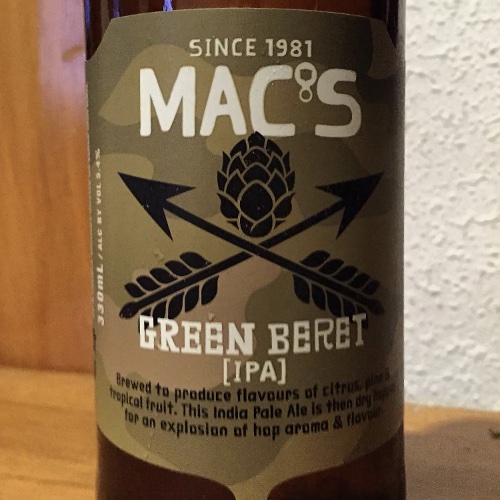 SINCE 1981
MAC'S
330mL / ALC BY VOL 5.4%
GREEN BERET
[IPA]
Brewed to produce flavours of citrus, pine &
tropical fruit. This India Pale Ale is then dry hopped
for an explosion of hop aroma & flavour.